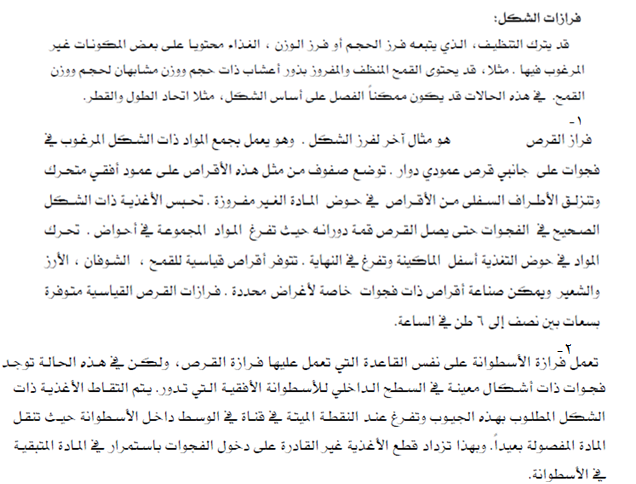 فرازات الشكل:
قد يترك التنظيف، الذي يتبعه فرز الحجم أو فرز الوزن ، الغذاء محتويا على بعض المكونات غير
المرغوب فيها . مثلا، قد يحتوى القمح المنظف والمفروز بذور أعشاب ذات حجم ووزن مشابهان لحجم ووزن
القمح. في هذه الحالات قد يكون ممكناً الفصل على أساس الشكل، مثلا اتحاد الطول والقطر.
١-
فراز القرص هو مثال آخر لفرز الشكل . وهو يعمل بجمع المواد ذات الشكل المرغوب في
فجوات على جانبي قرص عمودي دوار . توضع صفوف من مثل هذه الأقراص على عمود أفقي متحرك
وتنزلق الأطراف السفلى من الأقراص في حوض المادة الغير مفروزة . تحبس الأغذية ذات الشكل
الصحيح في الفجوات حتى يصل القرص قمة دورانه حيث تفرغ المواد المجموعة في أحواض . تحرك
المواد في حوض التغذية أسفل الماكينة وتفرغ في النهاية . تتوفر أقراص قياسية للقمح ، الشوفان ، الأرز
والشعير ويمكن صناعة أقراص ذات فجوات خاصة لأغراض محددة . فرازات القرص القياسية متوفرة
بسعات بين نصف إلى ٦ طن في الساعة.
٢-
تعمل فرازة الأسطوانة على نفس القاعدة التي تعمل عليها فرازة القرص، ولكن في هذه الحالة توجد
فجوات ذات أشكال معينة في السطح الداخلي للأسطوانة الأفقية التي تدور. يتم التقاط الأغذية ذات
الشكل المطلوب بهذه الجيوب وتفرغ عند النقطة الميتة في قناة في الوسط داخل الأسطوانة حيث تنقل
المادة المفصولة بعيداً. وبهذا تزداد قطع الأغذية غير القادرة على دخول الفجوات باستمرار في المادة المتبقية
في الأسطوانة.